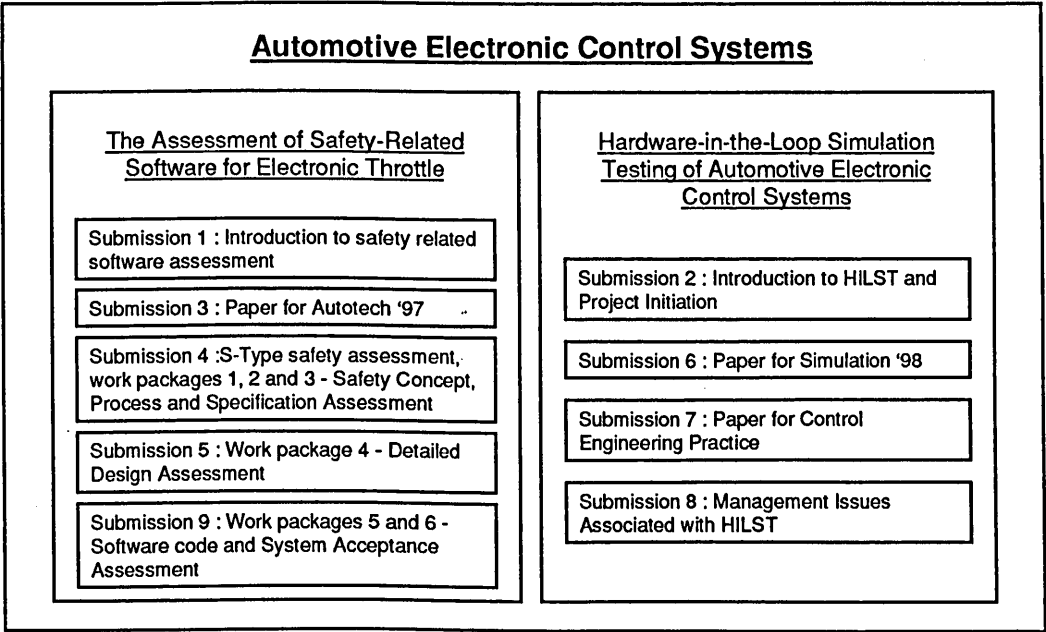 Automotive Electronic Control Systems
The Assessment of Safety-Related
Software for Electronic Throttle
Submission 1 : Introduction to safety related
software assessment
Submission 3 : Paper for Autotech '97
Submission 4 :S-Type safety assessment,
work packages 1, 2 and 3 - Safety Concept,
Process and Specification Assessment
Submission 5 : Work package 4 - Detailed
Design Assessment
Submission 9 : Work packages 5 and 6 -
Software code and System Acceptance
Assessment
Hardware-in-the-Loop Simulation
Testing of Automotive Electronic
Control Systems
Submission 2 : Introduction to HILST and
Project Initiation
Submission 6 : Paper for Simulation '98
Submission 7 : Paper for Control
Engineering Practice
Submission 8 : Management Issues
Associated with HILST